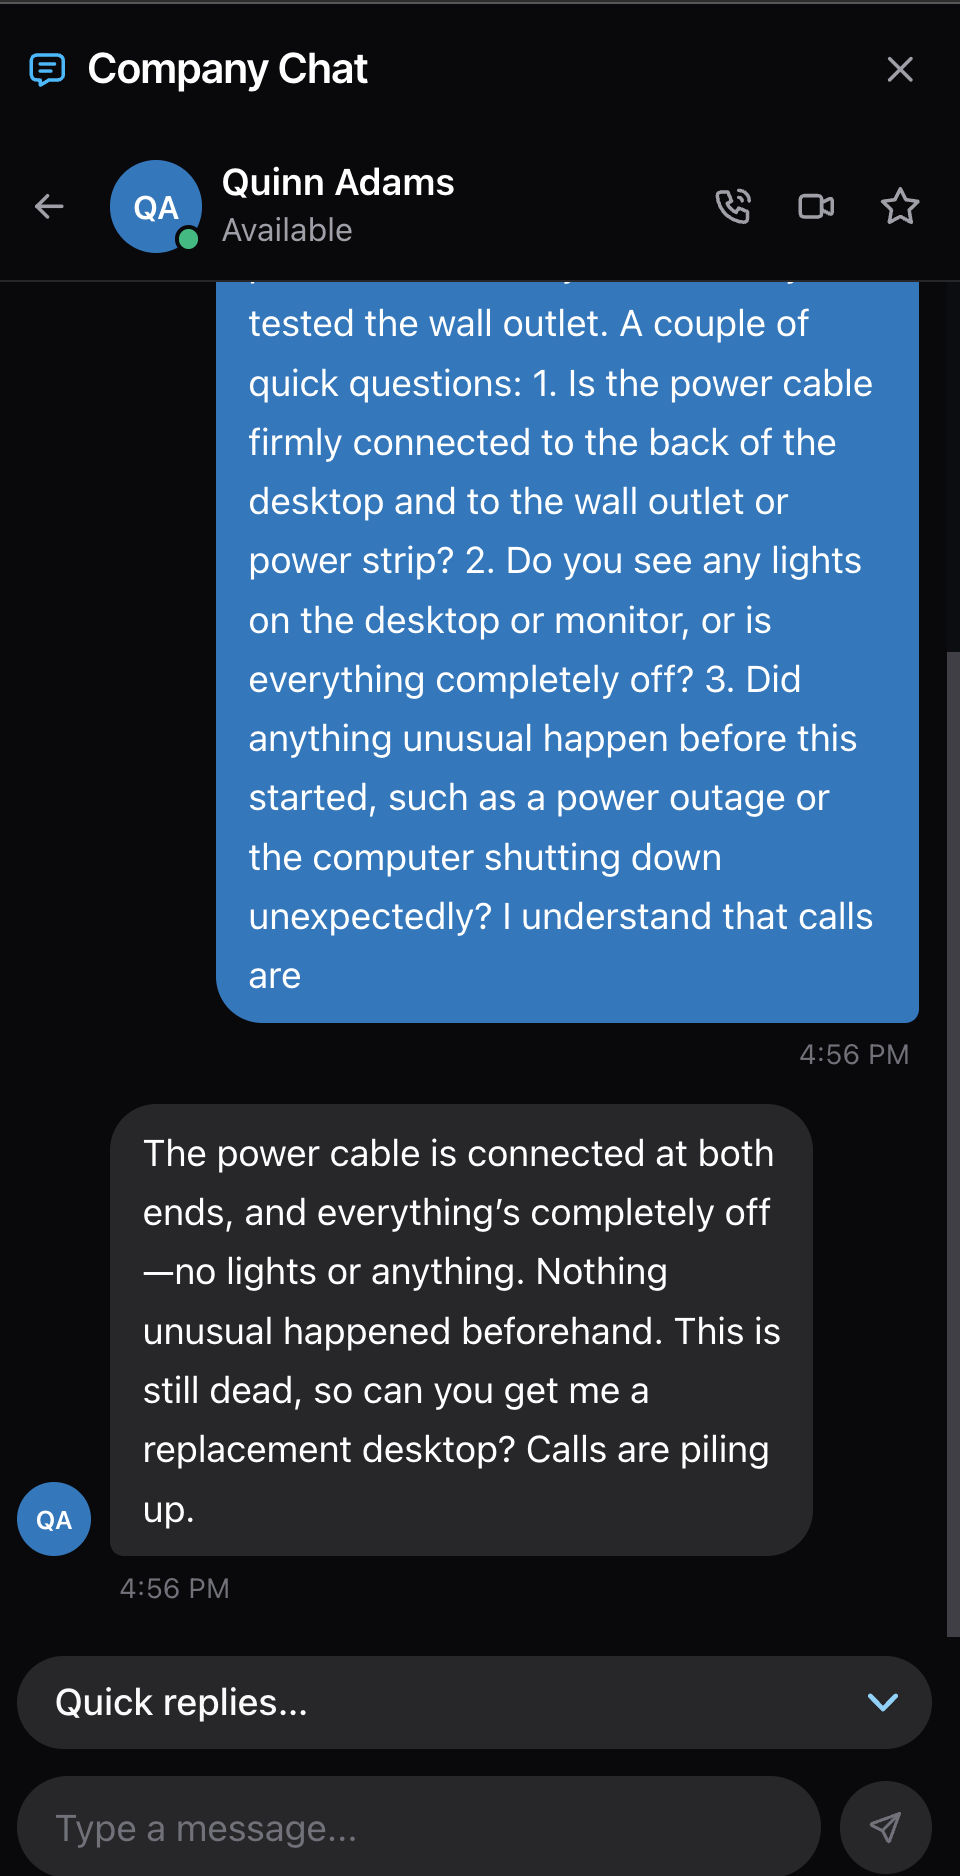 Company Chat
QA
Quinn Adams
Available
tested the wall outlet. A couple of
quick questions: 1. Is the power cable
firmly connected to the back of the
desktop and to the wall outlet or
power strip? 2. Do you see any lights
on the desktop or monitor, or is
everything completely off? 3. Did
anything unusual happen before this
started, such as a power outage or
the computer shutting down
unexpectedly? I understand that calls
are
4:56 PM
The power cable is connected at both
ends, and everything’s completely off
—no lights or anything. Nothing
unusual happened beforehand. This is
still dead, so can you get me a
replacement desktop? Calls are piling
up.
QA
4:56 PM
Quick replies...
Type a message...